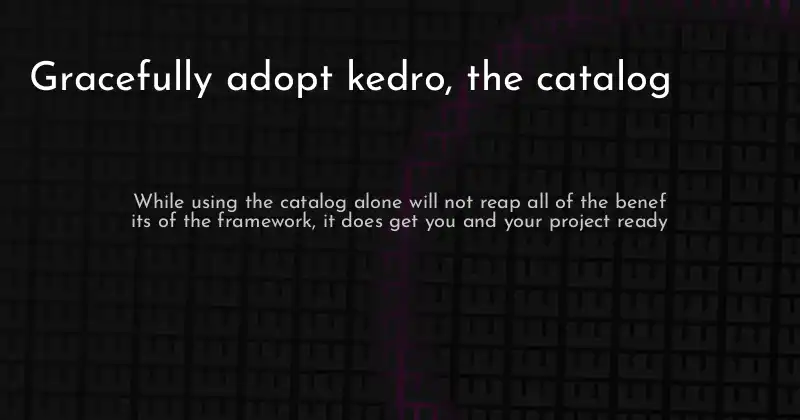 Gracefully adopt kedro, the catalog
While using the catalog alone will not reap all of the benef
its of the framework, it does get you and your project ready